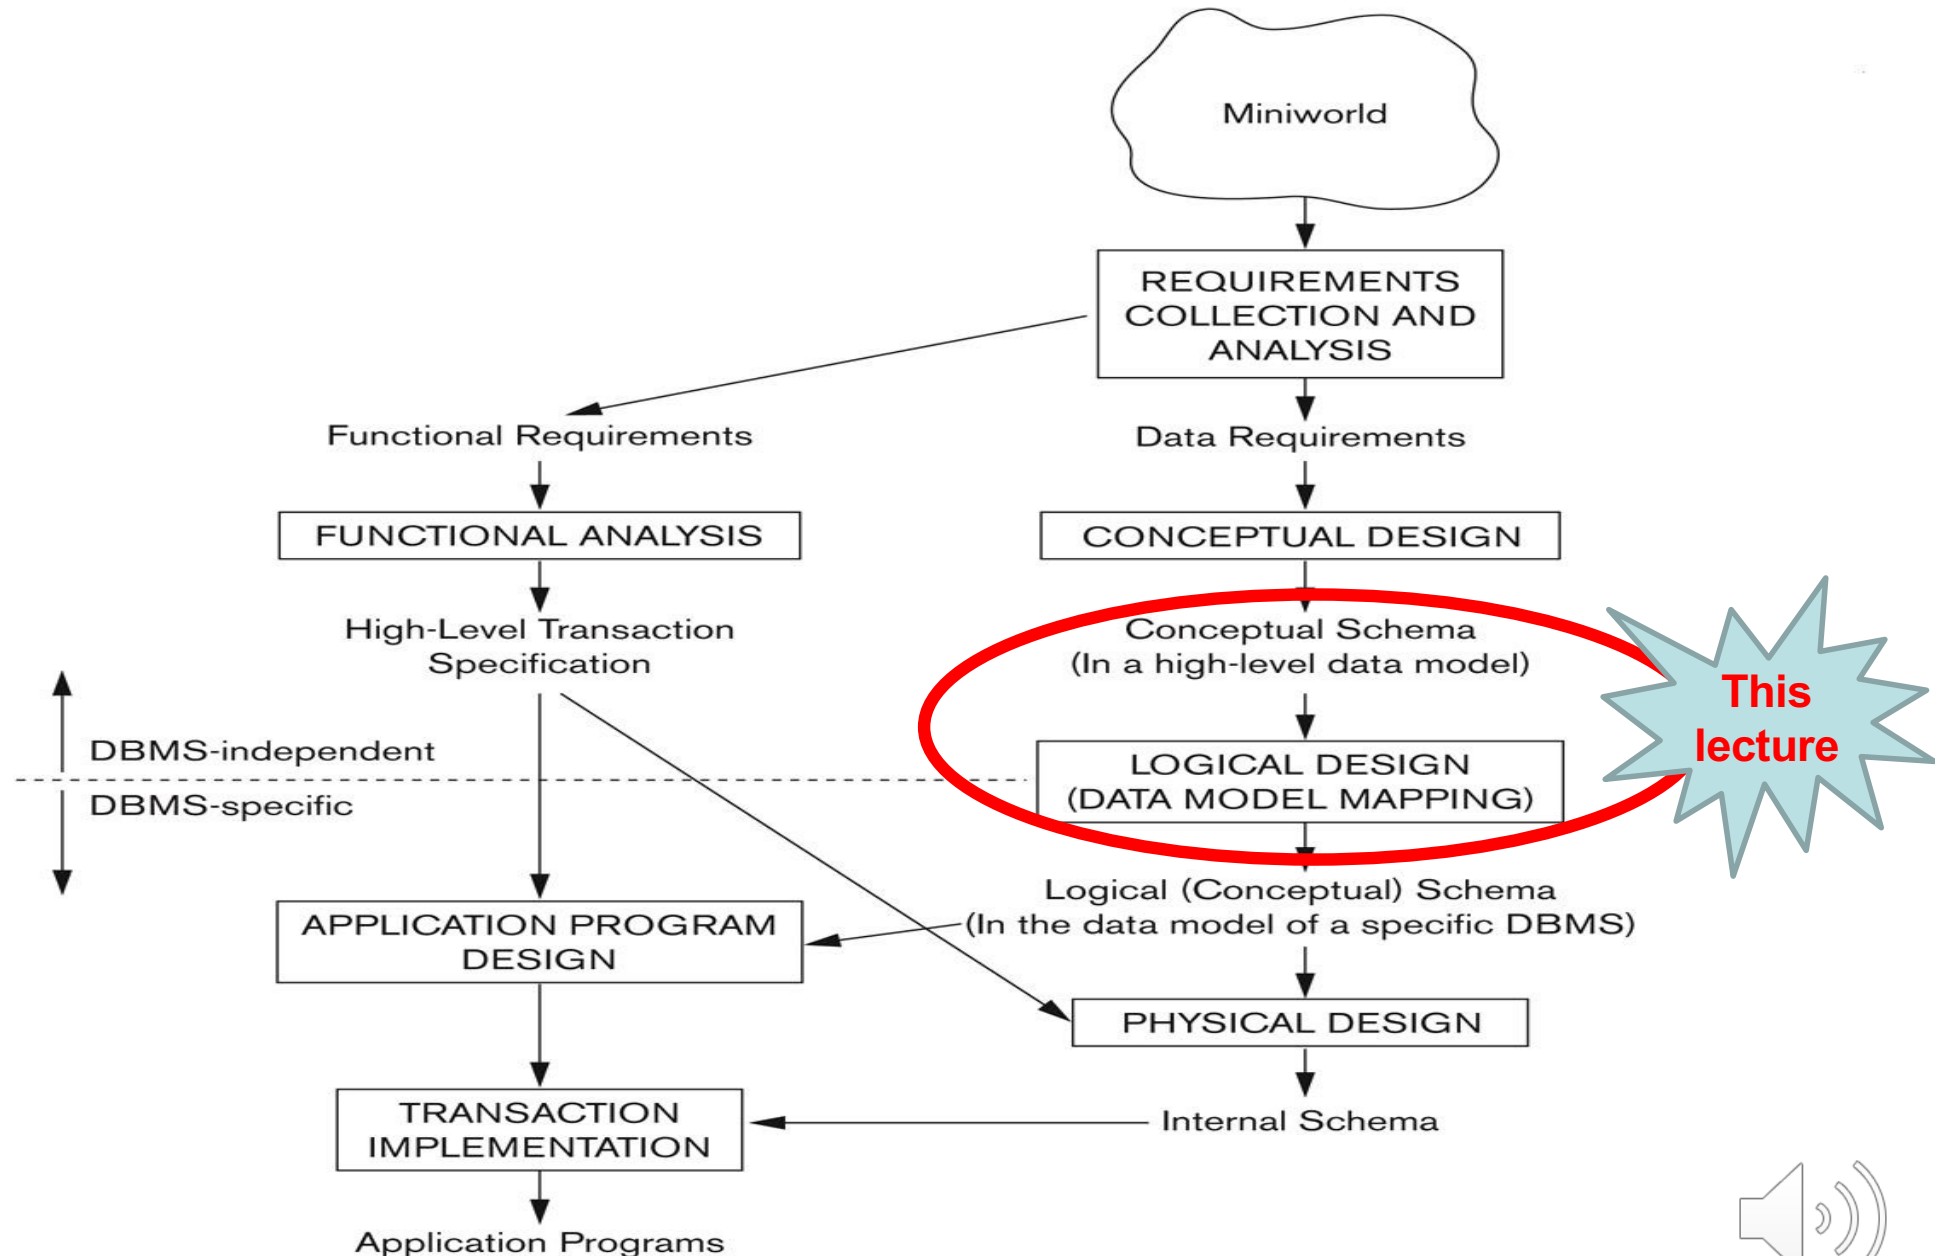 Miniworld
REQUIREMENTS
COLLECTION AND
ANALYSIS
Functional Requirements
Data Requirements
FUNCTIONAL ANALYSIS
CONCEPTUAL DESIGN
High-Level Transaction
Specification
Conceptual Schema
(In a high-level data model)
This
lecture
DBMS-independent
DBMS-specific
LOGICAL DESIGN
(DATA MODEL MAPPING)
Logical (Conceptual) Schema
(In the data model of a specific DBMS)
APPLICATION PROGRAM
DESIGN
PHYSICAL DESIGN
TRANSACTION
IMPLEMENTATION
Internal Schema
Application Programs